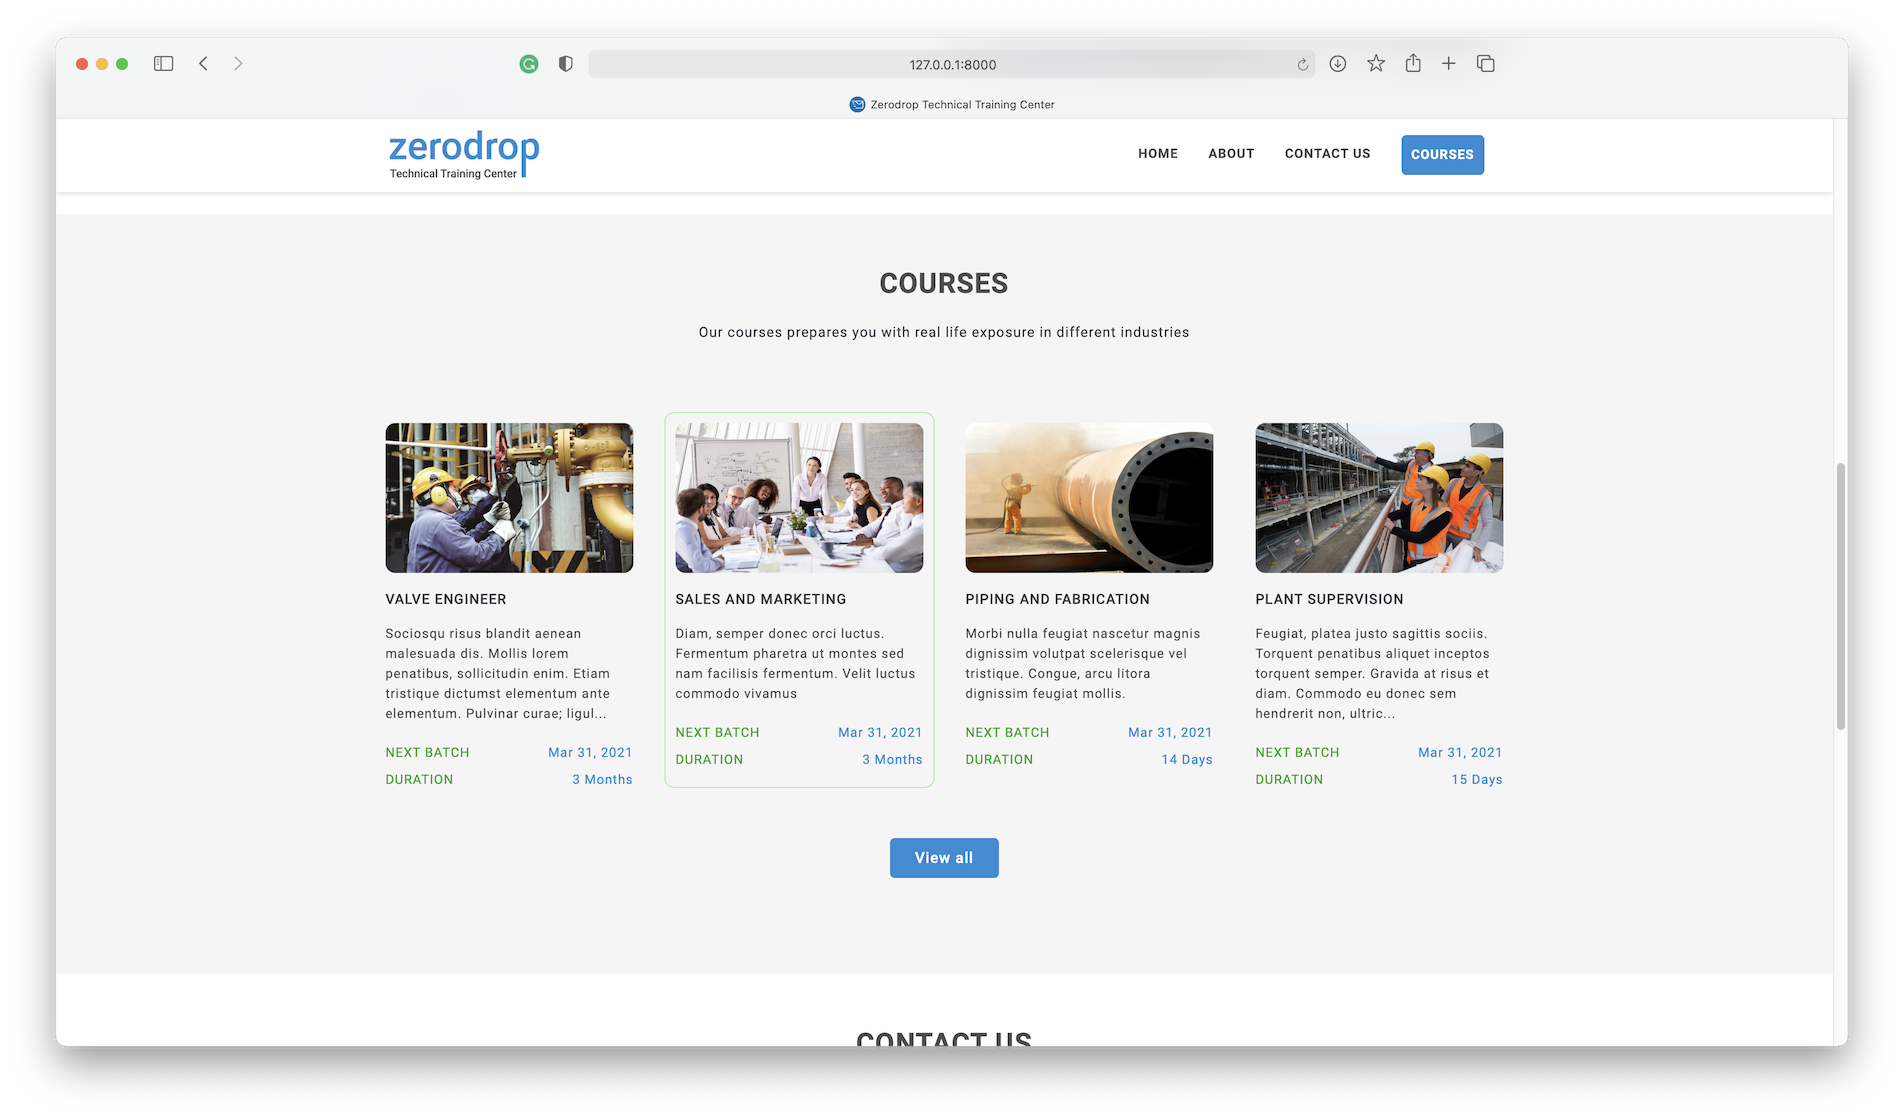 127.0.0.1:8000
Zerodrop Technical Training Center
zerodrop
Technical Training Center
HOME
ABOUT
CONTACT US
COURSES
COURSES
Our courses prepares you with real life exposure in different industries
VALVE ENGINEER
Sociosqu risus blandit aenean
malesuada dis. Mollis lorem
penatibus, sollicitudin enim. Etiam
tristique dictumst elementum ante
elementum. Pulvinar curae; ligul...
NEXT BATCH Mar 31, 2021
DURATION 3 Months
SALES AND MARKETING
Diam, semper donec orci luctus.
Fermentum pharetra ut montes sed
nam facilisis fermentum. Velit luctus
commodo vivamus
NEXT BATCH Mar 31, 2021
DURATION 3 Months
PIPING AND FABRICATION
Morbi nulla feugiat nascetur magnis
dignissim volutpat scelerisque vel
tristique. Congue, arcu litora
dignissim feugiat mollis.
NEXT BATCH Mar 31, 2021
DURATION 14 Days
PLANT SUPERVISION
Feugiat, platea justo sagittis sociis.
Torquent penatibus aliquet inceptos
torquent semper. Gravida at risus et
diam. Commodo eu donec sem
hendrerit non, ultric...
NEXT BATCH Mar 31, 2021
DURATION 15 Days
View all
CONTACT US